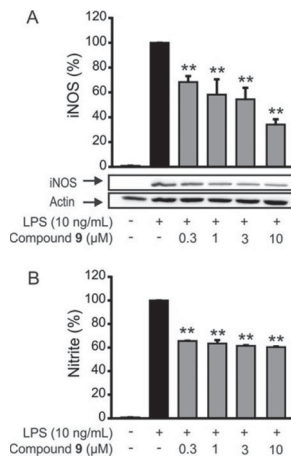 A
iNOS (%)
120
100
80
60
40
20
0
** ** ** **
iNOS
Actin
LPS (10 ng/mL) - + + + + +
Compound 9 (μM) - - 0.3 1 3 10
B
Nitrite (%)
120
100
80
60
40
20
0
** ** ** **
LPS (10 ng/mL) - + + + + +
Compound 9 (μM) - - 0.3 1 3 10